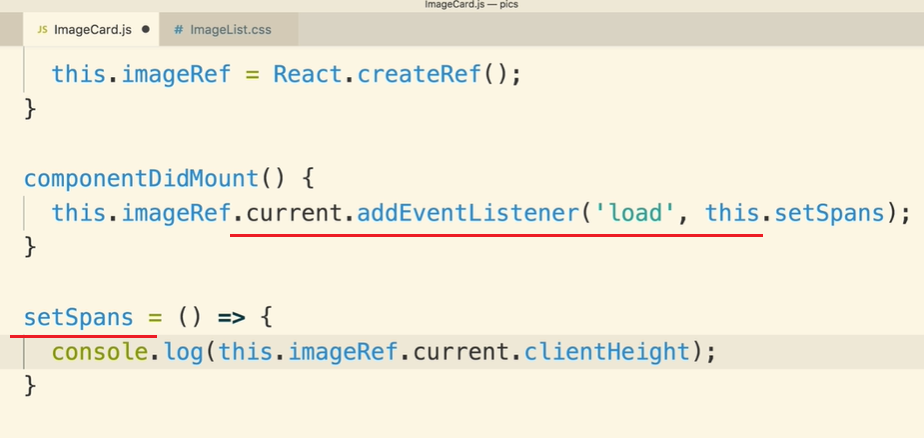 ImageCard.js — pics
JS ImageCard.js ● # ImageList.css
this.imageRef = React.createRef();
}
componentDidMount() {
this.imageRef.current.addEventListener('load', this.setSpans);
}
setSpans = () => {
console.log(this.imageRef.current.clientHeight);
}